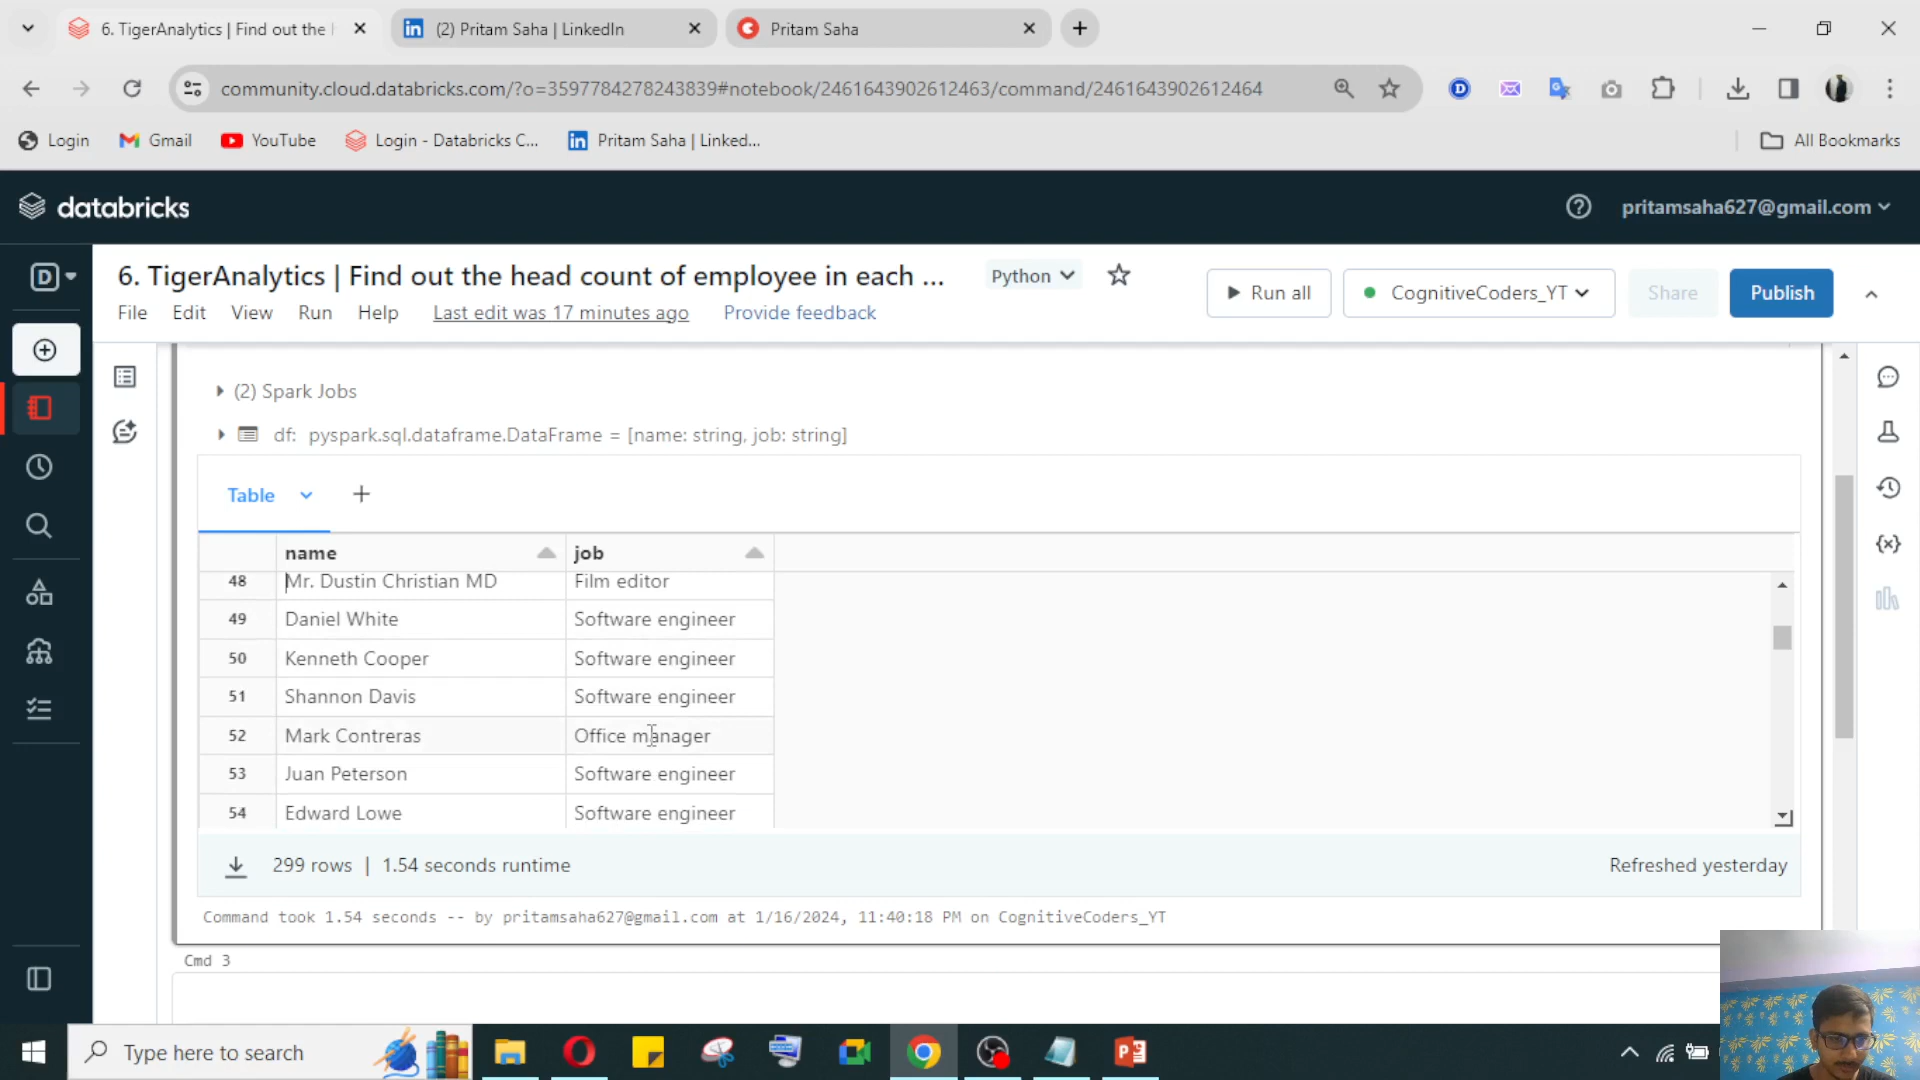 6. TigerAnalytics | Find out the
(2) Pritam Saha | LinkedIn
Pritam Saha
community.cloud.databricks.com/?o=3597784278243839#notebook/2461643902612463/command/2461643902612464
Login
Gmail
YouTube
Login - Databricks C...
Pritam Saha | Linked...
All Bookmarks
databricks
pritamsaha627@gmail.com
6. TigerAnalytics | Find out the head count of employee in each ...
Python
Run all
CognitiveCoders_YT
Share
Publish
File
Edit
View
Run
Help
Last edit was 17 minutes ago
Provide feedback
(2) Spark Jobs
df: pyspark.sql.dataframe.DataFrame = [name: string, job: string]
Table
name job
48 Mr. Dustin Christian MD Film editor
49 Daniel White Software engineer
50 Kenneth Cooper Software engineer
51 Shannon Davis Software engineer
52 Mark Contreras Office manager
53 Juan Peterson Software engineer
54 Edward Lowe Software engineer
299 rows | 1.54 seconds runtime
Refreshed yesterday
Command took 1.54 seconds -- by pritamsaha627@gmail.com at 1/16/2024, 11:40:18 PM on CognitiveCoders_YT
Cmd 3
Type here to search